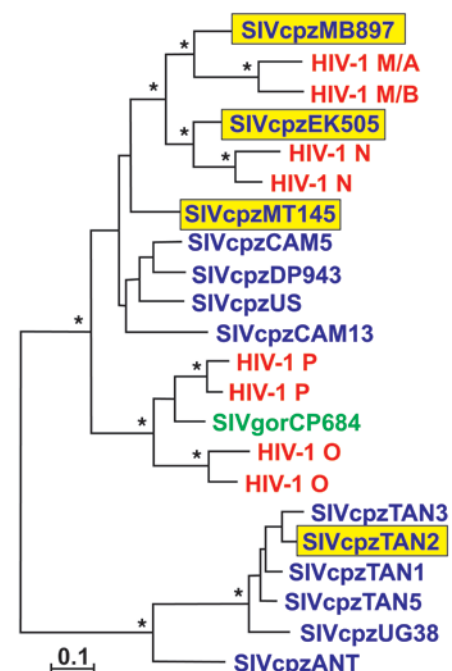 SIVcpzMB897
*
HIV-1 M/A
*
HIV-1 M/B
*
SIVcpzEK505
*
HIV-1 N
*
HIV-1 N
SIVcpzMT145
SIVcpzCAM5
SIVcpzDP943
SIVcpzUS
SIVcpzCAM13
*
HIV-1 P
*
HIV-1 P
SIVgorCP684
*
HIV-1 O
*
HIV-1 O
SIVcpzTAN3
SIVcpzTAN2
SIVcpzTAN1
*
SIVcpzTAN5
*
SIVcpzUG38
0.1
SIVcpzANT